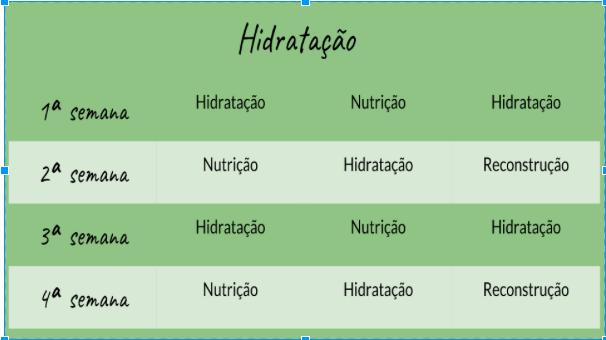 Hidratação
1ª semana Hidratação Nutrição Hidratação
2ª semana Nutrição Hidratação Reconstrução
3ª semana Hidratação Nutrição Hidratação
4ª semana Nutrição Hidratação Reconstrução